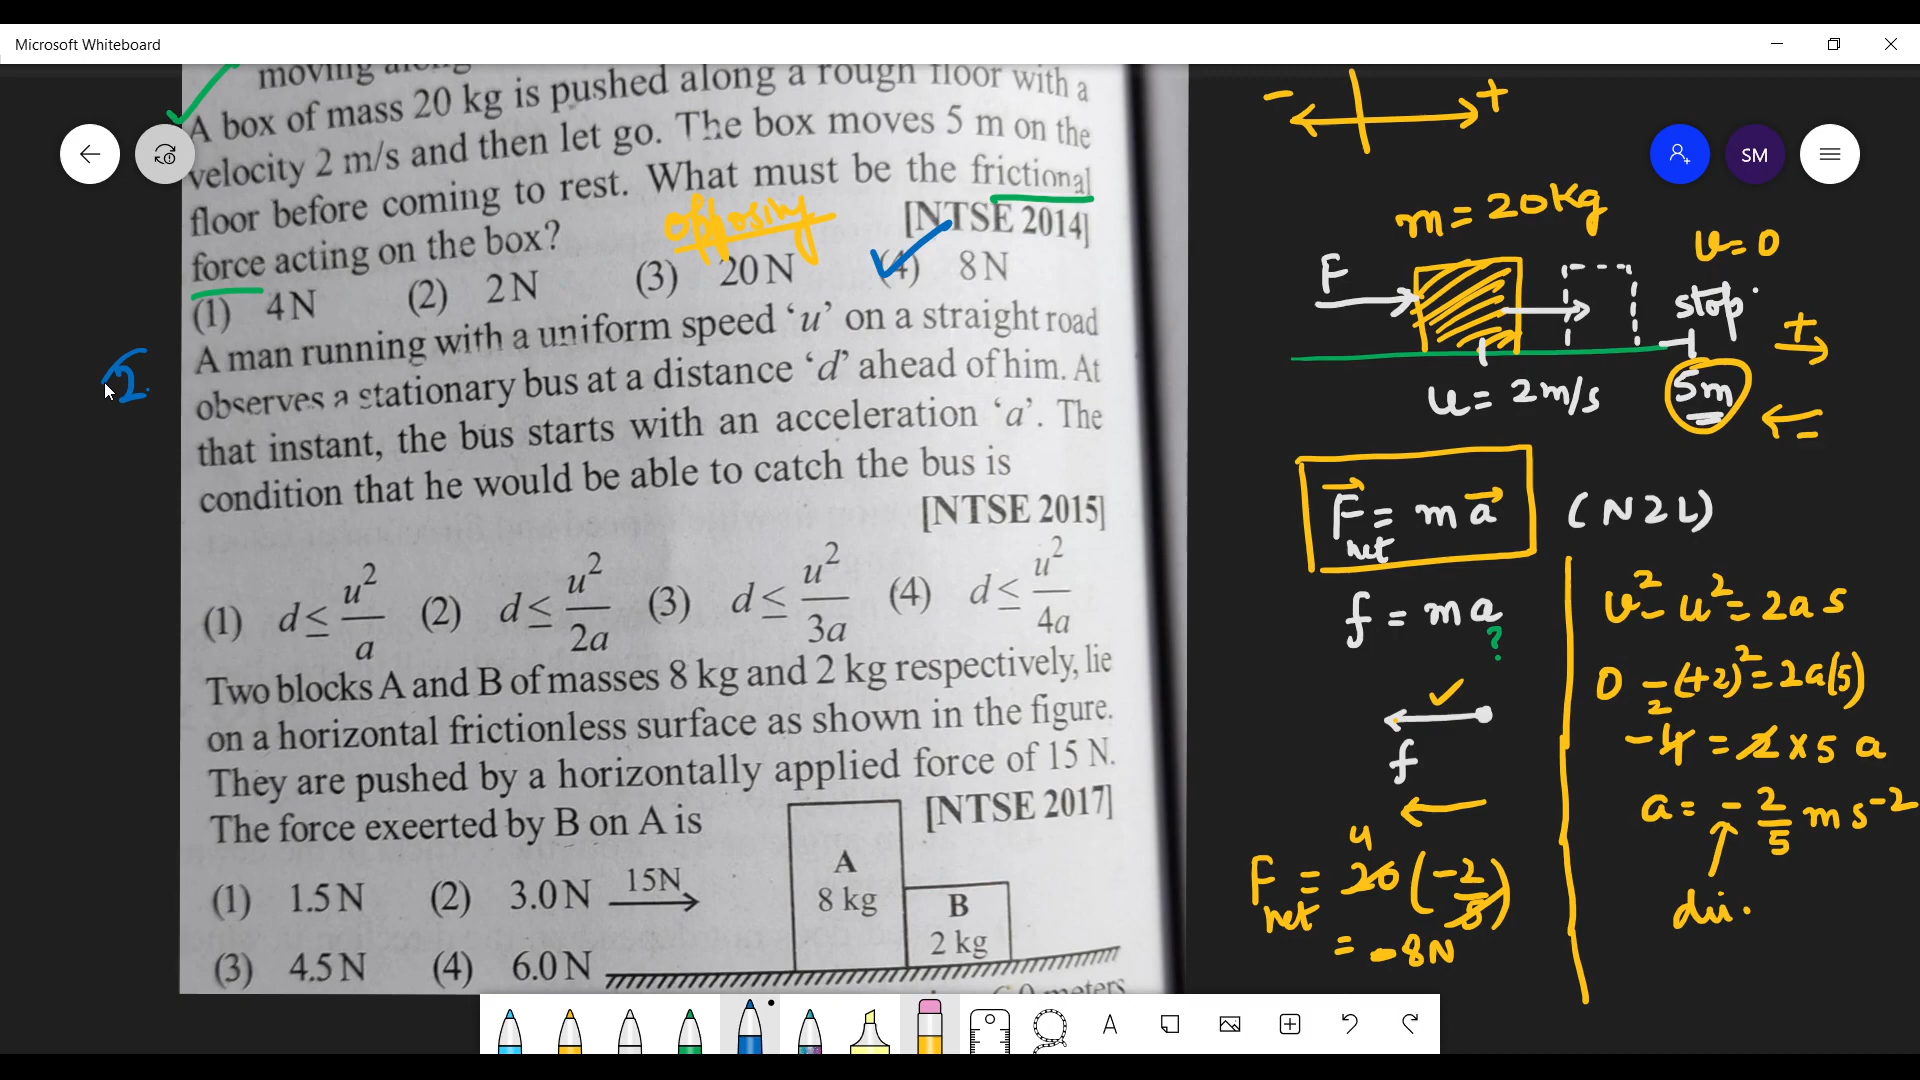 Microsoft Whiteboard
moving along
A box of mass 20 kg is pushed along a rough floor with a
velocity 2 m/s and then let go. The box moves 5 m on the
floor before coming to rest. What must be the frictional
force acting on the box?
opposing
[NTSE 2014]
(1) 4N (2) 2N (3) 20N (4) 8N
2.
A man running with a uniform speed ‘u’ on a straight road
observes a stationary bus at a distance ‘d’ ahead of him. At
that instant, the bus starts with an acceleration ‘a’. The
condition that he would be able to catch the bus is
[NTSE 2015]
(1) d ≤ u²/a (2) d ≤ u²/2a (3) d ≤ u²/3a (4) d ≤ u²/4a
Two blocks A and B of masses 8 kg and 2 kg respectively, lie
on a horizontal frictionless surface as shown in the figure.
They are pushed by a horizontally applied force of 15 N.
The force exeerted by B on A is
[NTSE 2017]
(1) 1.5N (2) 3.0N
(3) 4.5N (4) 6.0N
15N
A
8 kg
B
2 kg
meters
- +
SM
m = 20kg
v = 0
F
stop
+
u = 2m/s
5m
-
F net = ma (N2L)
f = ma
?
f
F net = 20 (-2/5)
4
= -8N
v² - u² = 2as
0 - (+2)² = 2a(5)
2
-4 = 2 x 5 a
a = - 2/5 ms⁻²
dir.
A